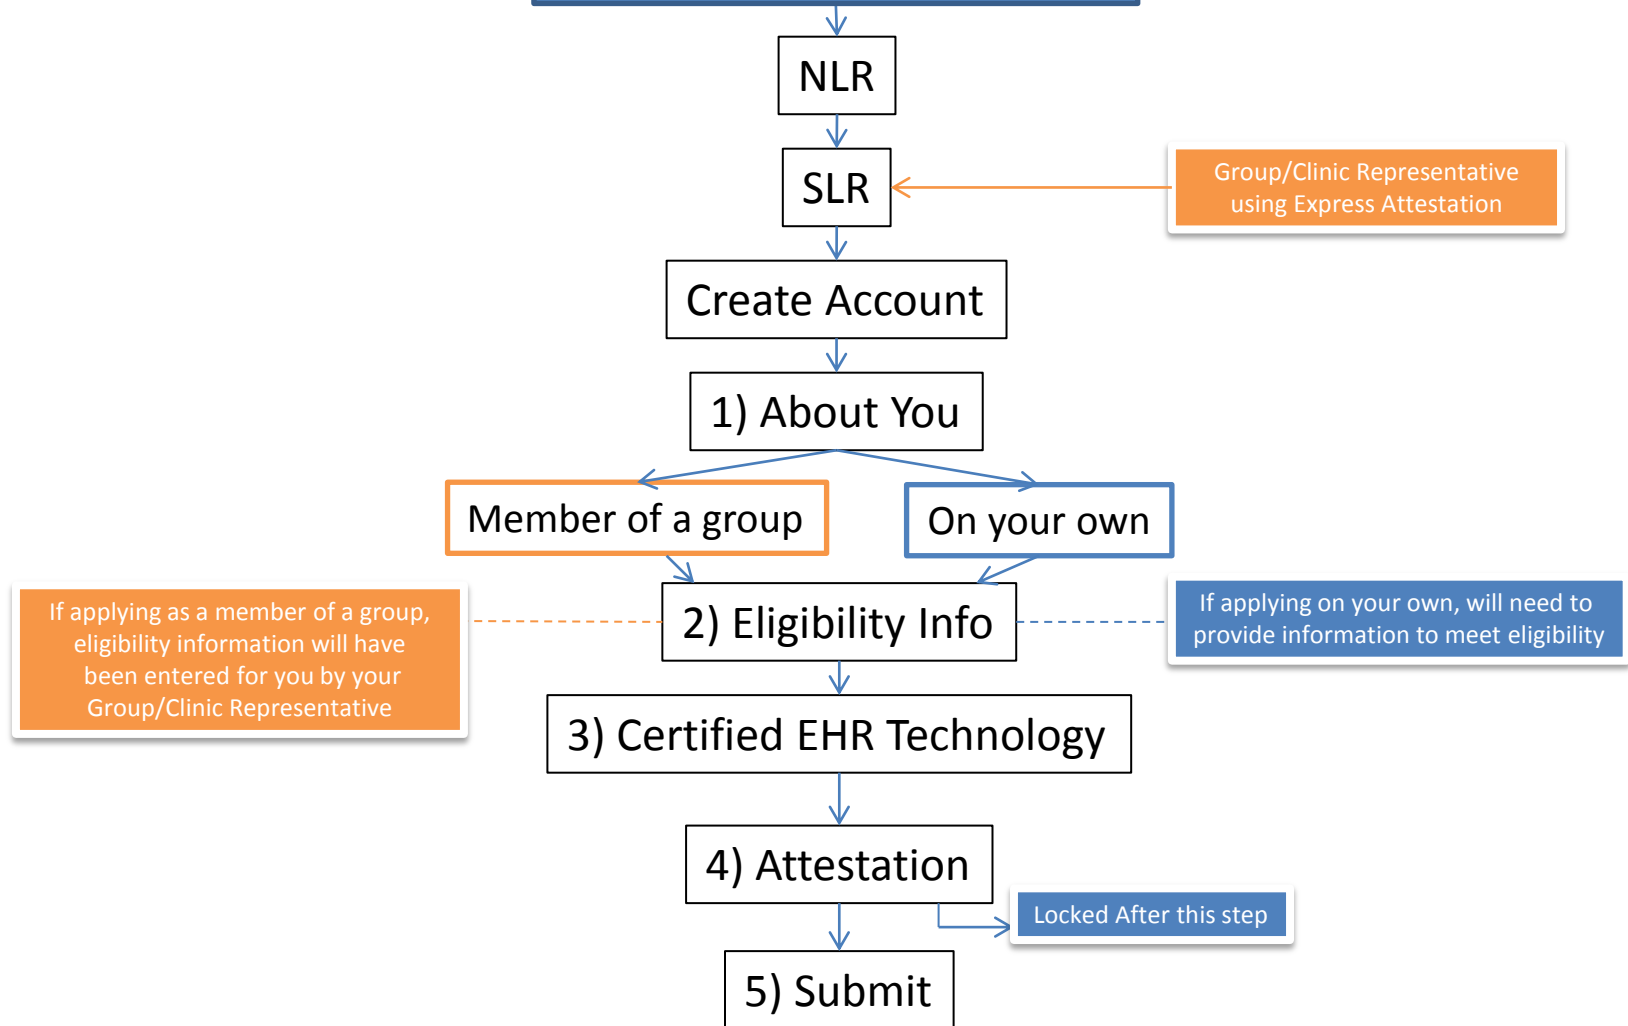 NLR
SLR
Group/Clinic Representative
using Express Attestation
Create Account
1) About You
Member of a group
On your own
If applying as a member of a group,
eligibility information will have
been entered for you by your
Group/Clinic Representative
2) Eligibility Info
If applying on your own, will need to
provide information to meet eligibility
3) Certified EHR Technology
4) Attestation
Locked After this step
5) Submit